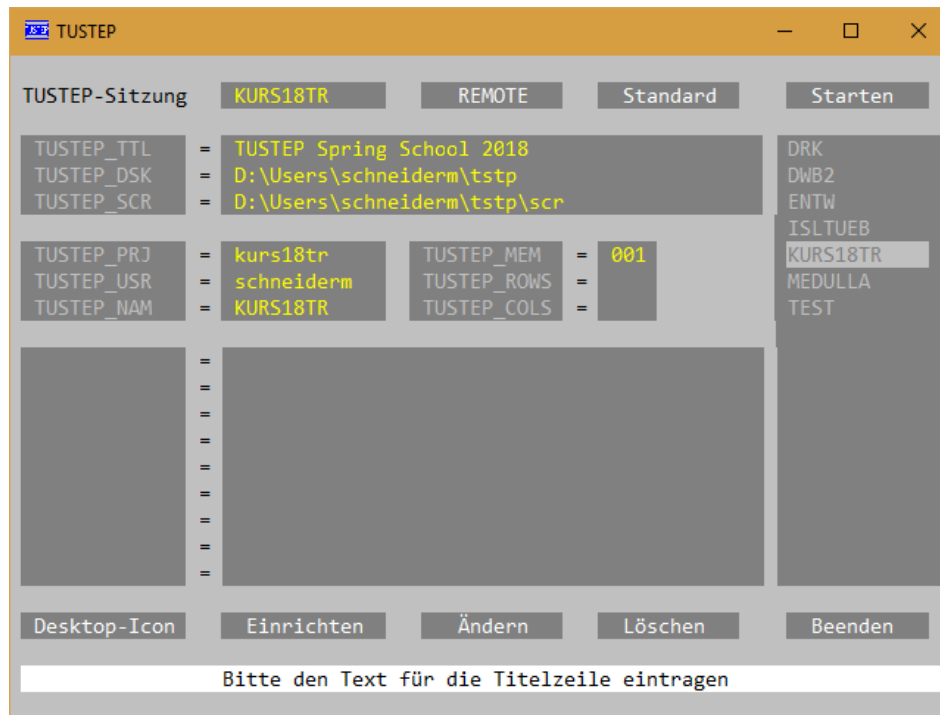 TUSTEP
TUSTEP-Sitzung KURS18TR REMOTE Standard Starten
TUSTEP_TTL = TUSTEP Spring School 2018 DRK
TUSTEP_DSK = D:\Users\schneiderm\tstp DWB2
TUSTEP_SCR = D:\Users\schneiderm\tstp\scr ENTW
ISLTUEB
TUSTEP_PRJ = kurs18tr TUSTEP_MEM = 001 KURS18TR
TUSTEP_USR = schneiderm TUSTEP_ROWS = MEDULLA
TUSTEP_NAM = KURS18TR TUSTEP_COLS = TEST
=
=
=
=
=
=
=
=
=
Desktop-Icon Einrichten Ändern Löschen Beenden
Bitte den Text für die Titelzeile eintragen